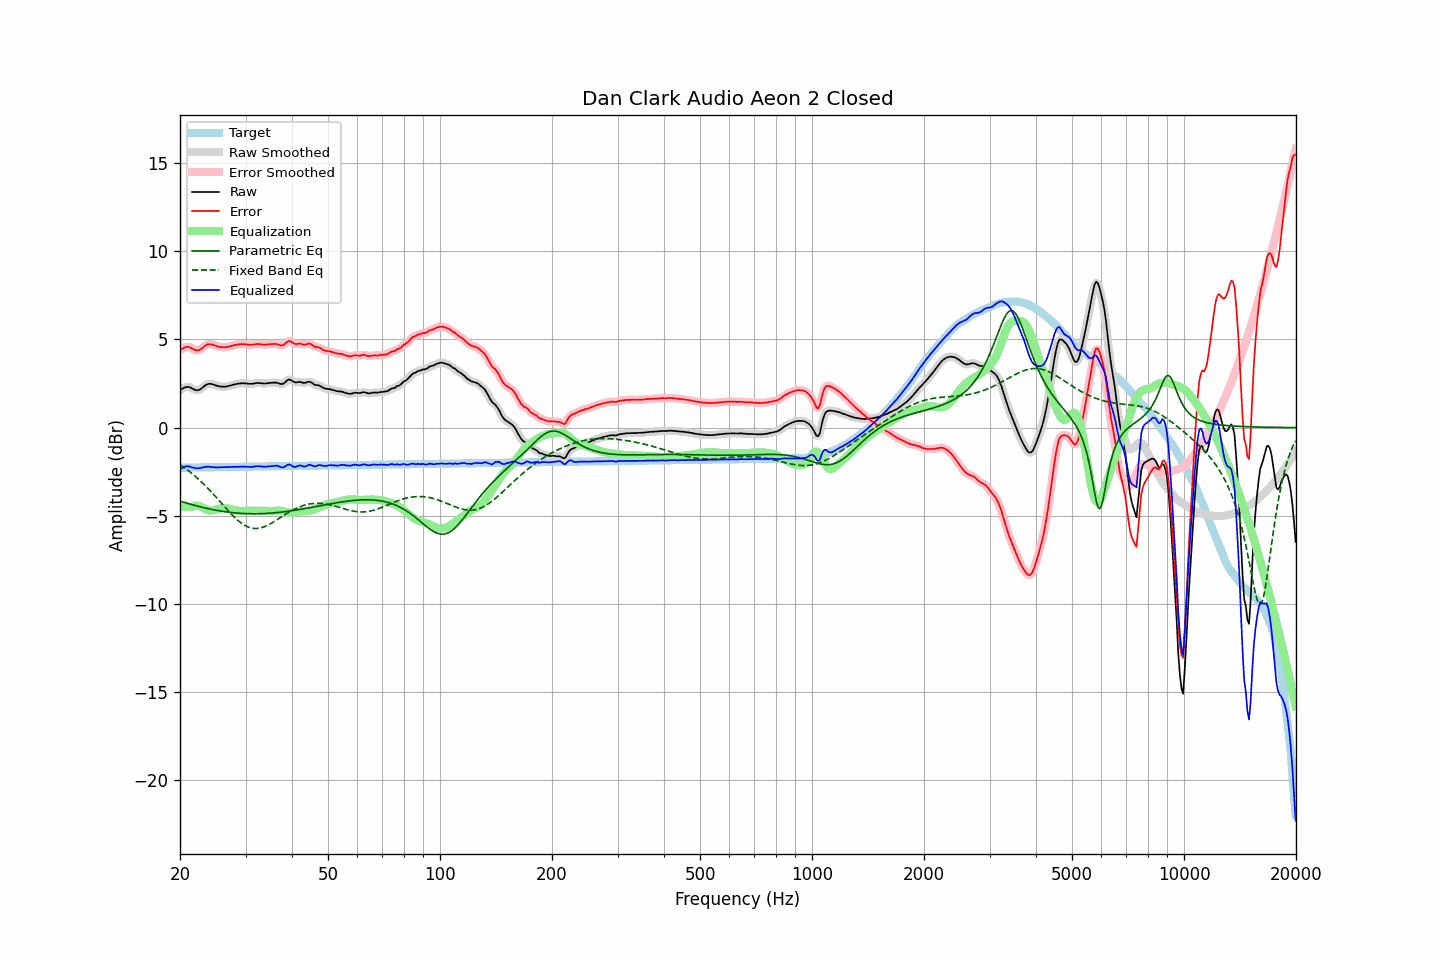 Dan Clark Audio Aeon 2 Closed
Target
Raw Smoothed
Error Smoothed
Raw
Error
Equalization
Parametric Eq
Fixed Band Eq
Equalized
15
10
5
0
−5
−10
−15
−20
Amplitude (dBr)
20
50
100
200
500
1000
2000
5000
10000
20000
Frequency (Hz)